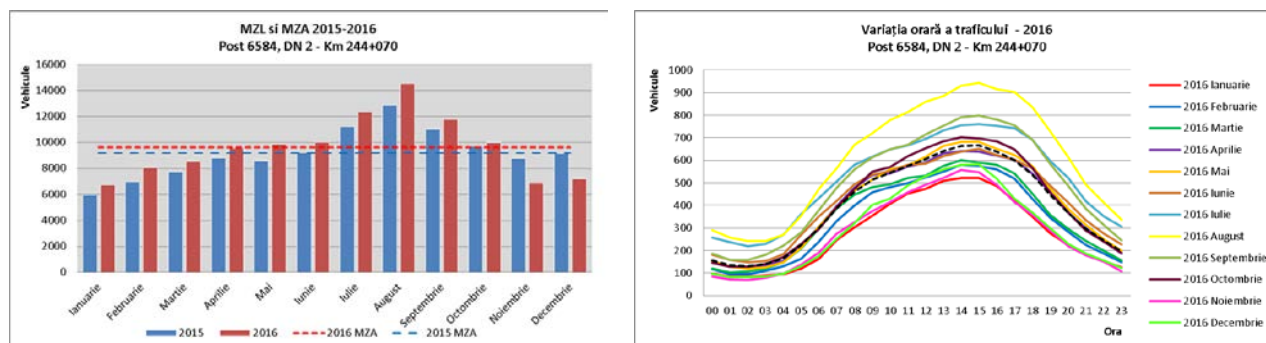 MZL si MZA 2015-2016
Post 6584, DN 2 - Km 244+070
Vehicule
16000
14000
12000
10000
8000
6000
4000
2000
0
Ianuarie
Februarie
Martie
Aprilie
Mai
Iunie
Iulie
August
Septembrie
Octombrie
Noiembrie
Decembrie
2015
2016
2016 MZA
2015 MZA
Variația orară a traficului - 2016
Post 6584, DN 2 - Km 244+070
Vehicule
1000
900
800
700
600
500
400
300
200
100
0
00 01 02 03 04 05 06 07 08 09 10 11 12 13 14 15 16 17 18 19 20 21 22 23
Ora
2016 Ianuarie
2016 Februarie
2016 Martie
2016 Aprilie
2016 Mai
2016 Iunie
2016 Iulie
2016 August
2016 Septembrie
2016 Octombrie
2016 Noiembrie
2016 Decembrie